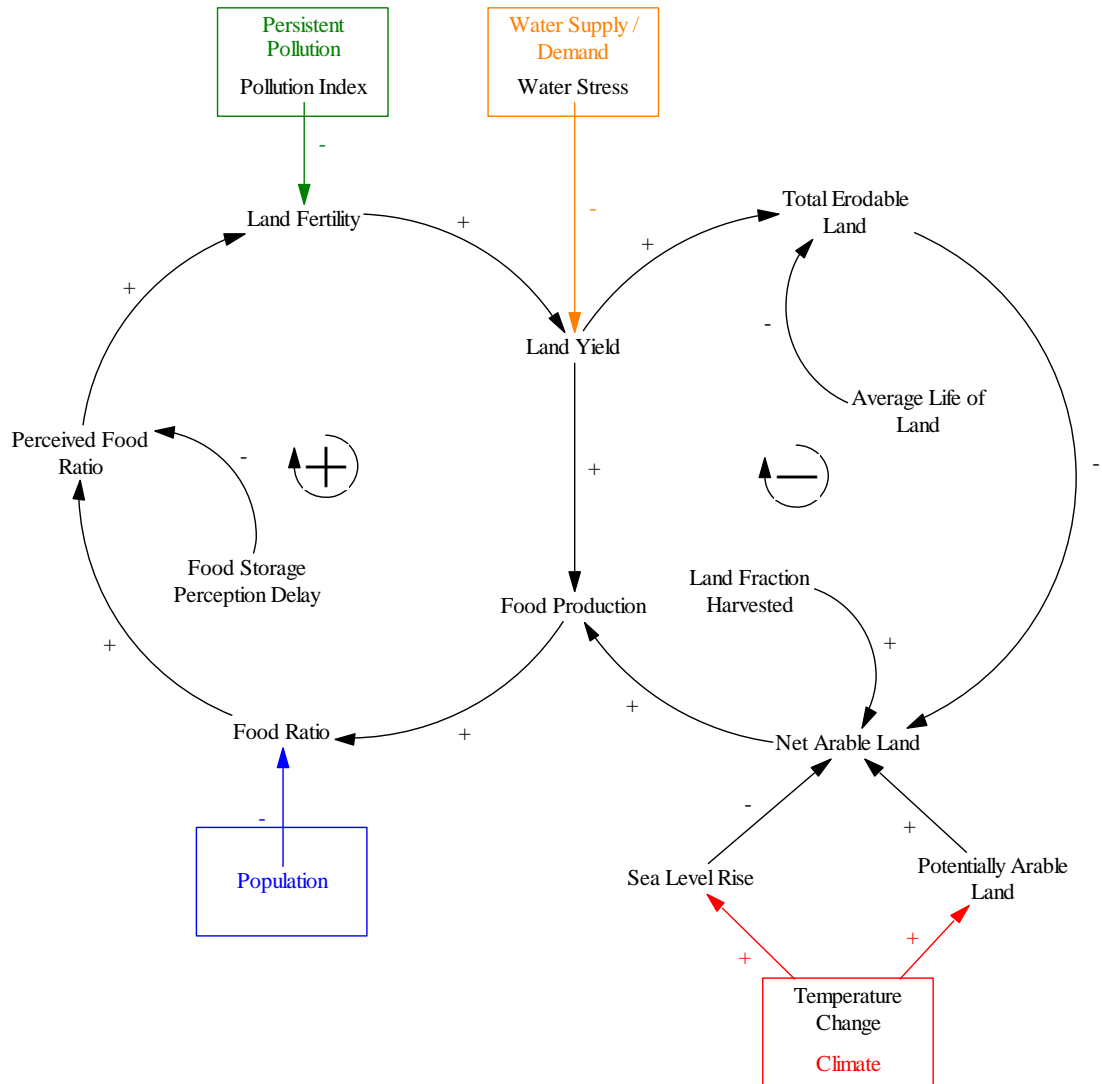 Persistent
Pollution
Pollution Index
Water Supply /
Demand
Water Stress
-
-
Land Fertility
+
+
Total Erodable
Land
+
-
Land Yield
Average Life of
Land
Perceived Food
Ratio
-
+
-
+
-
Food Storage
Perception Delay
Land Fraction
Harvested
Food Production
+
+
+
+
Food Ratio
Net Arable Land
-
-
+
Population
Sea Level Rise
Potentially Arable
Land
+
+
Temperature
Change
Climate